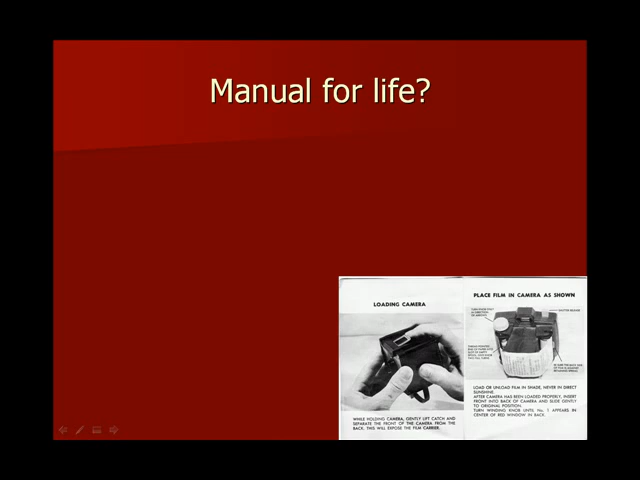 Manual for life?
LOADING CAMERA
WHILE HOLDING CAMERA, GENTLY LIFT CATCH AND
SEPARATE THE FRONT OF THE CAMERA FROM THE
BACK. THIS WILL EXPOSE THE FILM CARRIER.
PLACE FILM IN CAMERA AS SHOWN
SHUTTER RELEASE
LOAD OR UNLOAD FILM IN SHADE, NEVER IN DIRECT
SUNSHINE.
AFTER CAMERA HAS BEEN LOADED PROPERLY, INSERT
FRONT INTO BACK OF CAMERA AND SLIDE GENTLY
TO ORIGINAL POSITION.
TURN WINDING KNOB UNTIL No. 1 APPEARS IN
CENTER OF RED WINDOW IN BACK.